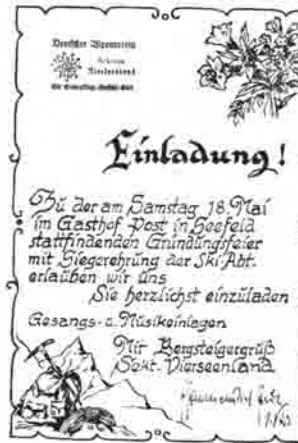 Deutscher Alpenverein
Sektion
Vierseenland
Einladung!
Zu der am Samstag 18. Mai
im Gasthof Post in Seefeld
stattfindenden Gründungsfeier
mit Siegerehrung der Ski-Abt.
erlauben wir uns
Sie herzlichst einzuladen
Gesangs- u. Musikeinlagen
Mit Bergsteigergruß
Sekt. Vierseenland